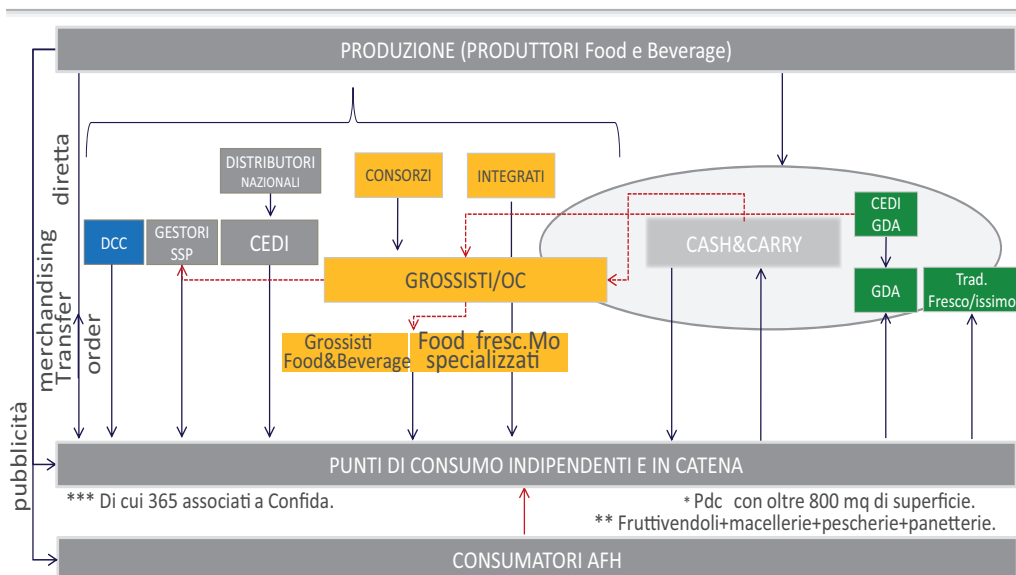 PRODUZIONE (PRODUTTORI Food e Beverage)
DISTRIBUTORI
NAZIONALI
CONSORZI
INTEGRATI
CEDI
GDA
DCC
GESTORI
SSP
CEDI
CASH&CARRY
GROSSISTI/OC
GDA
Trad.
Fresco/issimo
Grossisti
Food&Beverage
Food fresc.Mo
specializzati
diretta
merchandising
Transfer
order
pubblicità
PUNTI DI CONSUMO INDIPENDENTI E IN CATENA
*** Di cui 365 associati a Confida.
* Pdc con oltre 800 mq di superficie.
** Fruttivendoli+macellerie+pescherie+panetterie.
CONSUMATORI AFH